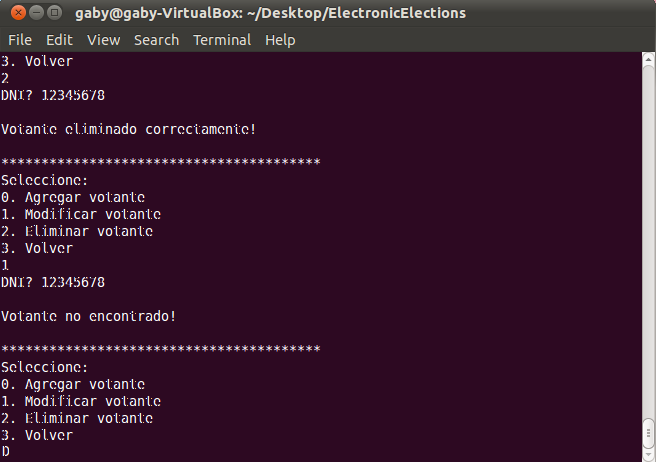 gaby@gaby-VirtualBox: ~/Desktop/ElectronicElections
File Edit View Search Terminal Help
3. Volver
2
DNI? 12345678
Votante eliminado correctamente!
****************************************
Seleccione:
0. Agregar votante
1. Modificar votante
2. Eliminar votante
3. Volver
1
DNI? 12345678
Votante no encontrado!
****************************************
Seleccione:
0. Agregar votante
1. Modificar votante
2. Eliminar votante
3. Volver